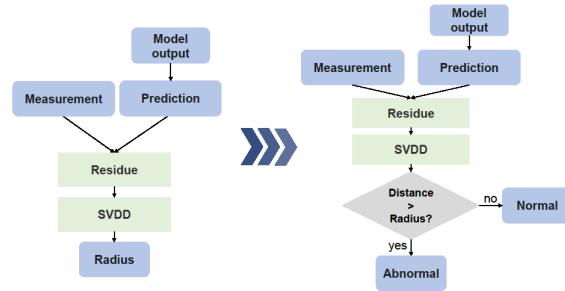 Model
output
Measurement
Prediction
Residue
SVDD
Radius
Model
output
Measurement
Prediction
Residue
SVDD
Distance
>
Radius?
no
Normal
yes
Abnormal